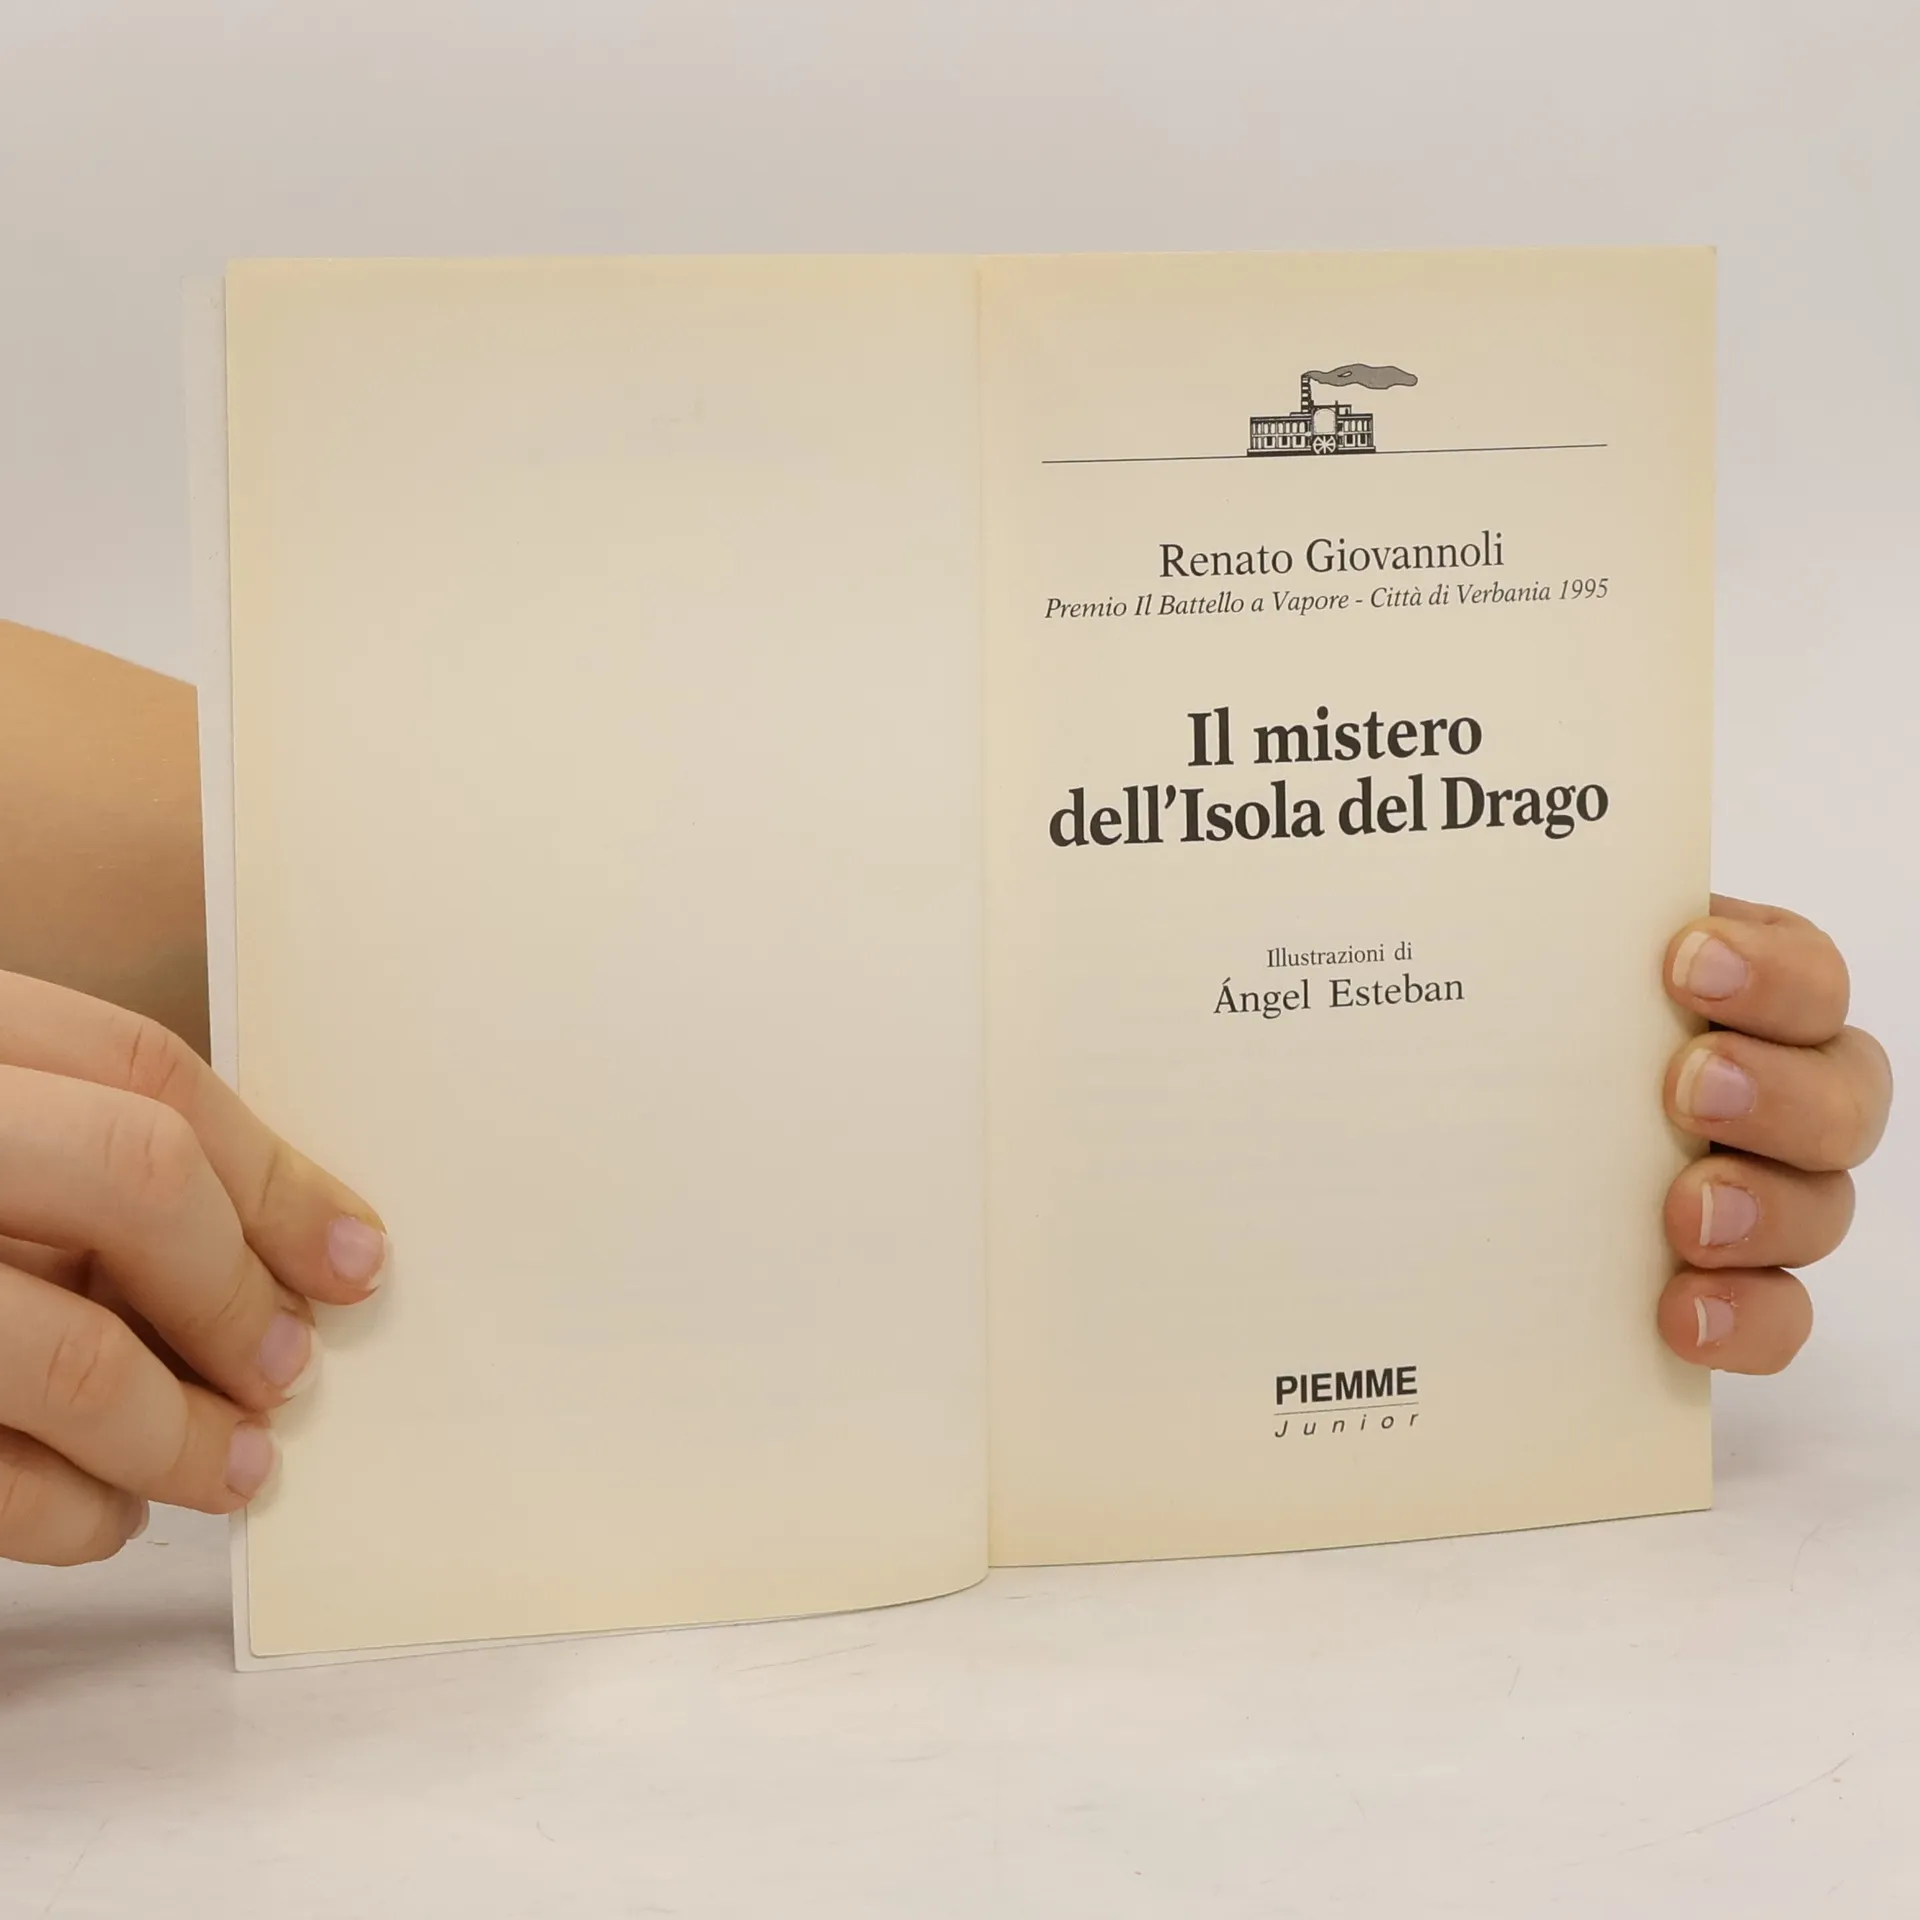 Renato Giovannoli
Premio Il Battello a Vapore - Città di Verbania 1995
Il mistero
dell'Isola del Drago
Illustrazioni di
Ángel Esteban
PIEMME
Junior